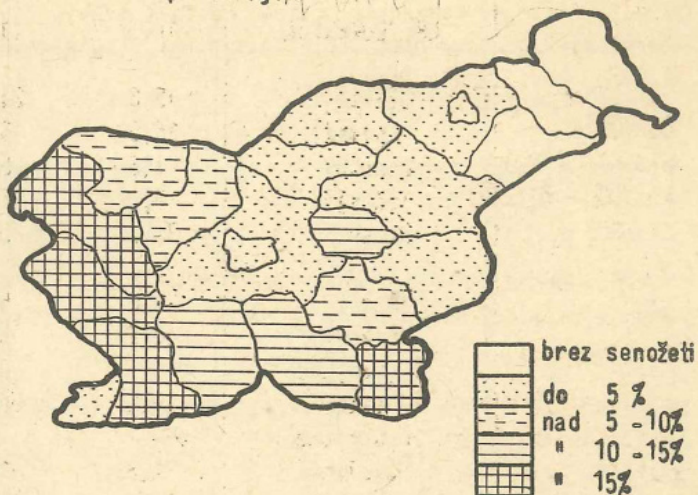 brez senožeti
do 5 %
nad 5 - 10%
" 10 - 15%
" 15%